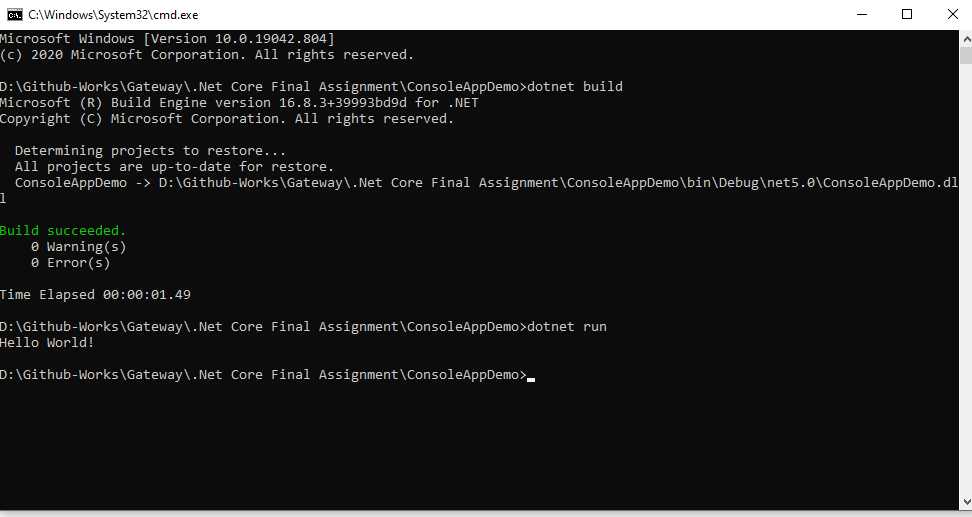 C:\Windows\System32\cmd.exe
Microsoft Windows [Version 10.0.19042.804]
(c) 2020 Microsoft Corporation. All rights reserved.
D:\Github-Works\Gateway\.Net Core Final Assignment\ConsoleAppDemo>dotnet build
Microsoft (R) Build Engine version 16.8.3+39993bd9d for .NET
Copyright (C) Microsoft Corporation. All rights reserved.
Determining projects to restore...
All projects are up-to-date for restore.
ConsoleAppDemo -> D:\Github-Works\Gateway\.Net Core Final Assignment\ConsoleAppDemo\bin\Debug\net5.0\ConsoleAppDemo.dl
l
Build succeeded.
0 Warning(s)
0 Error(s)
Time Elapsed 00:00:01.49
D:\Github-Works\Gateway\.Net Core Final Assignment\ConsoleAppDemo>dotnet run
Hello World!
D:\Github-Works\Gateway\.Net Core Final Assignment\ConsoleAppDemo>